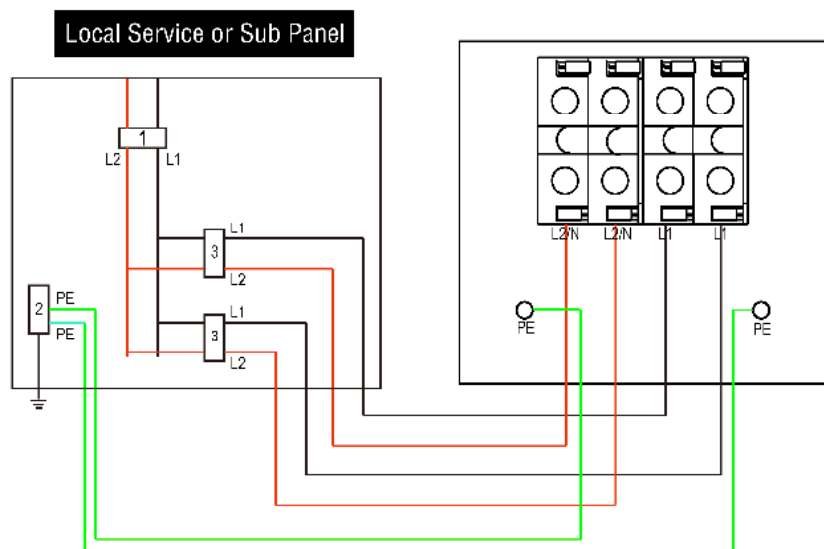 Local Service or Sub Panel
1
L2 L1
L1
3
L2
L1
3
L2
PE
2
PE
L2/N L2/N L1 L1
PE PE